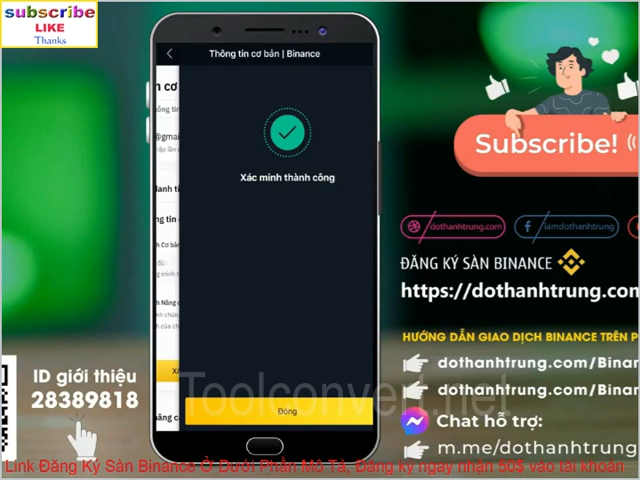 subscribe
LIKE
Thanks
Thông tin cơ bản | Binance
Xác minh thành công
Đóng
@gmai
Subscribe!
dothanhtrung.com
iamdothanhtrung
ĐĂNG KÝ SÀN BINANCE
https://dothanhtrung.com
HƯỚNG DẪN GIAO DỊCH BINANCE TRÊN P
dothanhtrung.com/Binan
dothanhtrung.com/Binan
Chat hỗ trợ:
m.me/dothanhtrung
ID giới thiệu
28389818
Toolconvert.net
Link Đăng Ký Sàn Binance Ở Dưới Phần Mô Tả, Đăng ký ngay nhận 50$ vào tài khoản